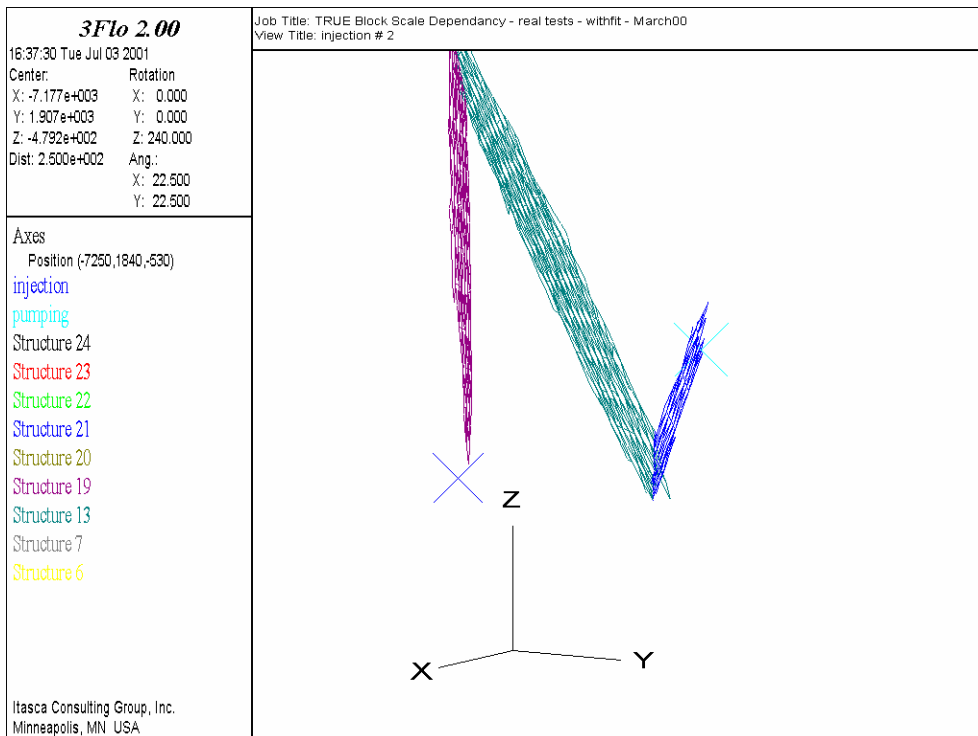 3Flo 2.00
16:37:30 Tue Jul 03 2001
Center: Rotation
X: -7.177e+003 X: 0.000
Y: 1.907e+003 Y: 0.000
Z: -4.792e+002 Z: 240.000
Dist: 2.500e+002 Ang.:
X: 22.500
Y: 22.500
Axes
Position (-7250,1840,-530)
injection
pumping
Structure 24
Structure 23
Structure 22
Structure 21
Structure 20
Structure 19
Structure 13
Structure 7
Structure 6
Itasca Consulting Group, Inc.
Minneapolis, MN USA
Job Title: TRUE Block Scale Dependancy - real tests - withfit - March00
View Title: injection # 2
Z
X
Y